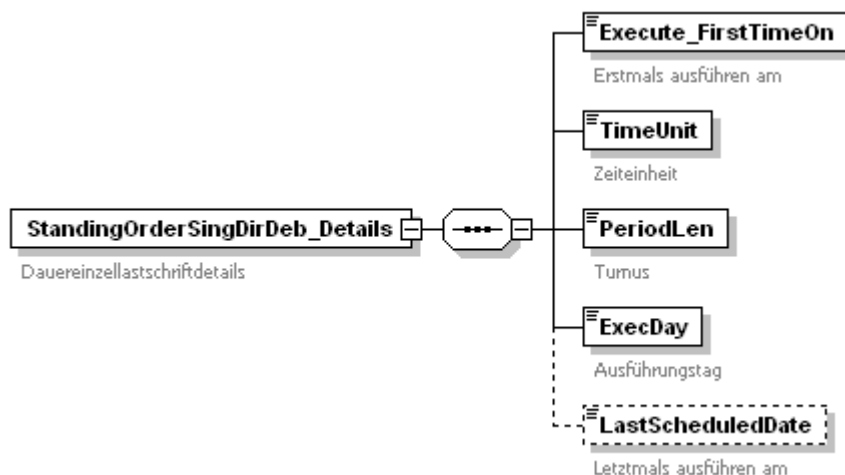 Execute_FirstTimeOn
Erstmals ausführen am
TimeUnit
Zeiteinheit
StandingOrderSingDirDeb_Details
Dauereinzellastschriftdetails
PeriodLen
Turnus
ExecDay
Ausführungstag
LastScheduledDate
Letztmals ausführen am